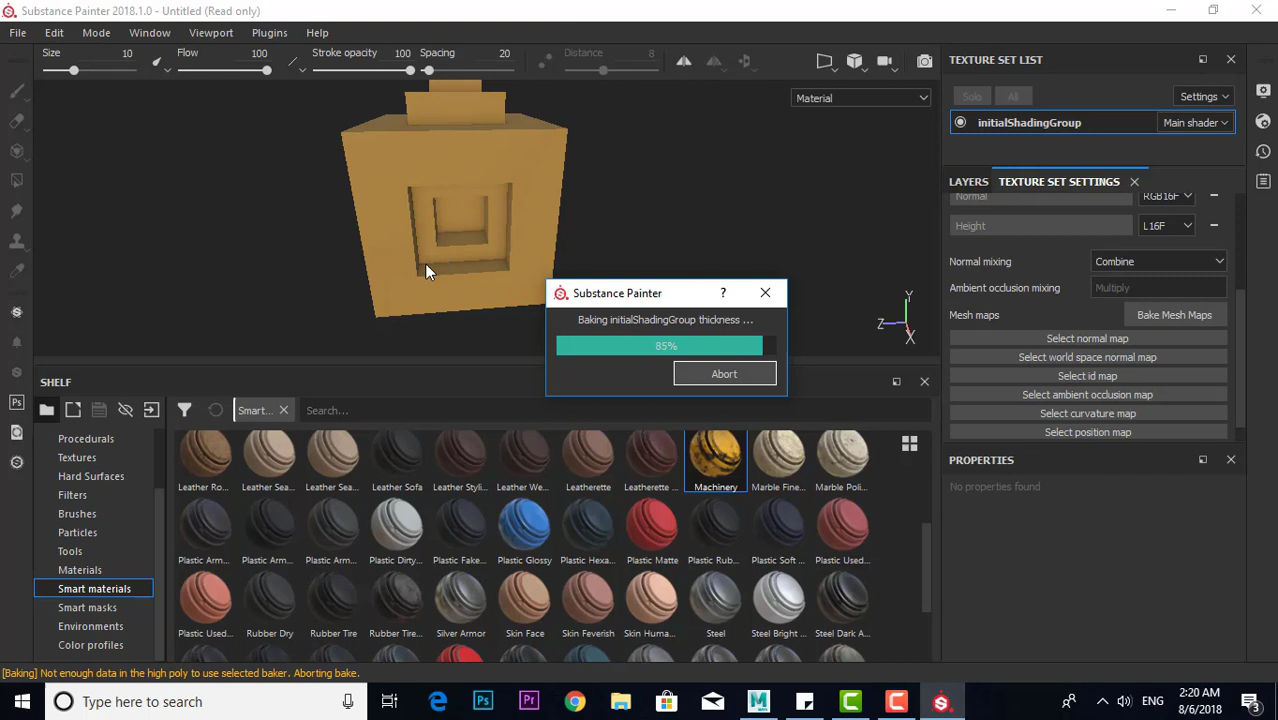 Substance Painter 2018.1.0 - Untitled (Read only)
File Edit Mode Window Viewport Plugins Help
Size 10 Flow 100 Stroke opacity 100 Spacing 20 Distance 8
Material
TEXTURE SET LIST
Solo All Settings
initialShadingGroup Main shader
LAYERS TEXTURE SET SETTINGS
Normal RGB16F
Height L16F
Normal mixing Combine
Ambient occlusion mixing Multiply
Mesh maps Bake Mesh Maps
Select normal map
Select world space normal map
Select id map
Select ambient occlusion map
Select curvature map
Select position map
PROPERTIES
No properties found
Y
Z
X
Substance Painter ?
Baking initialShadingGroup thickness ...
85%
Abort
SHELF
Ps
Smart... Search...
Procedurals
Textures
Hard Surfaces
Filters
Brushes
Particles
Tools
Materials
Smart materials
Smart masks
Environments
Color profiles
Leather Ro... Leather Sea... Leather Sea... Leather Sofa Leather Styli... Leather We... Leatherette Leatherette ... Machinery Marble Fine... Marble Poli...
Plastic Arm... Plastic Arm... Plastic Arm... Plastic Dirty... Plastic Fake... Plastic Glossy Plastic Hexa... Plastic Matte Plastic Rub... Plastic Soft ... Plastic Used...
Plastic Used... Rubber Dry Rubber Tire Rubber Tire... Silver Armor Skin Face Skin Feverish Skin Huma... Steel Steel Bright ... Steel Dark A...
[Baking] Not enough data in the high poly to use selected baker. Aborting bake.
Type here to search
Ps Pr M
ENG
2:20 AM
8/6/2018
3